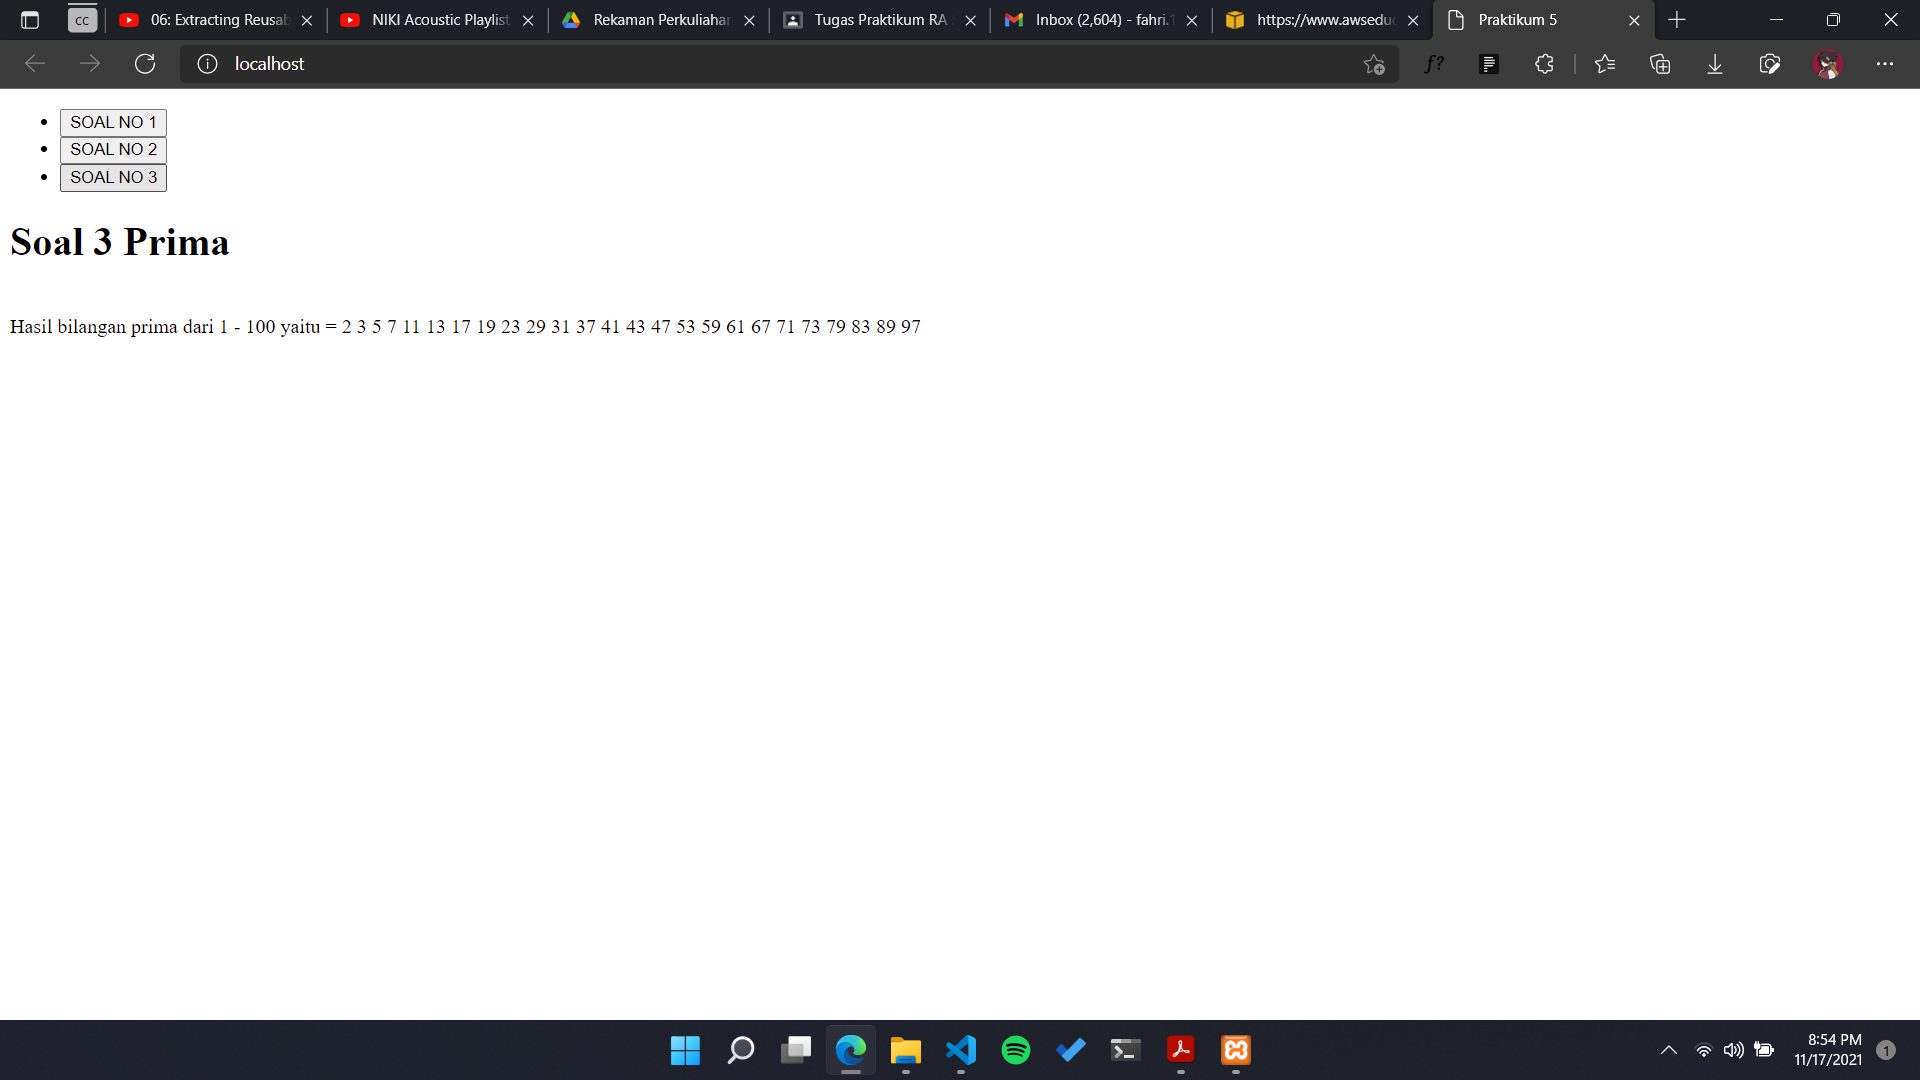 CC
06: Extracting Reusab
NIKI Acoustic Playlist
Rekaman Perkuliahan
Tugas Praktikum RA
Inbox (2,604) - fahri.1
https://www.awseduc
Praktikum 5
localhost
f?
SOAL NO 1
SOAL NO 2
SOAL NO 3
Soal 3 Prima
Hasil bilangan prima dari 1 - 100 yaitu = 2 3 5 7 11 13 17 19 23 29 31 37 41 43 47 53 59 61 67 71 73 79 83 89 97
8:54 PM
11/17/2021
1